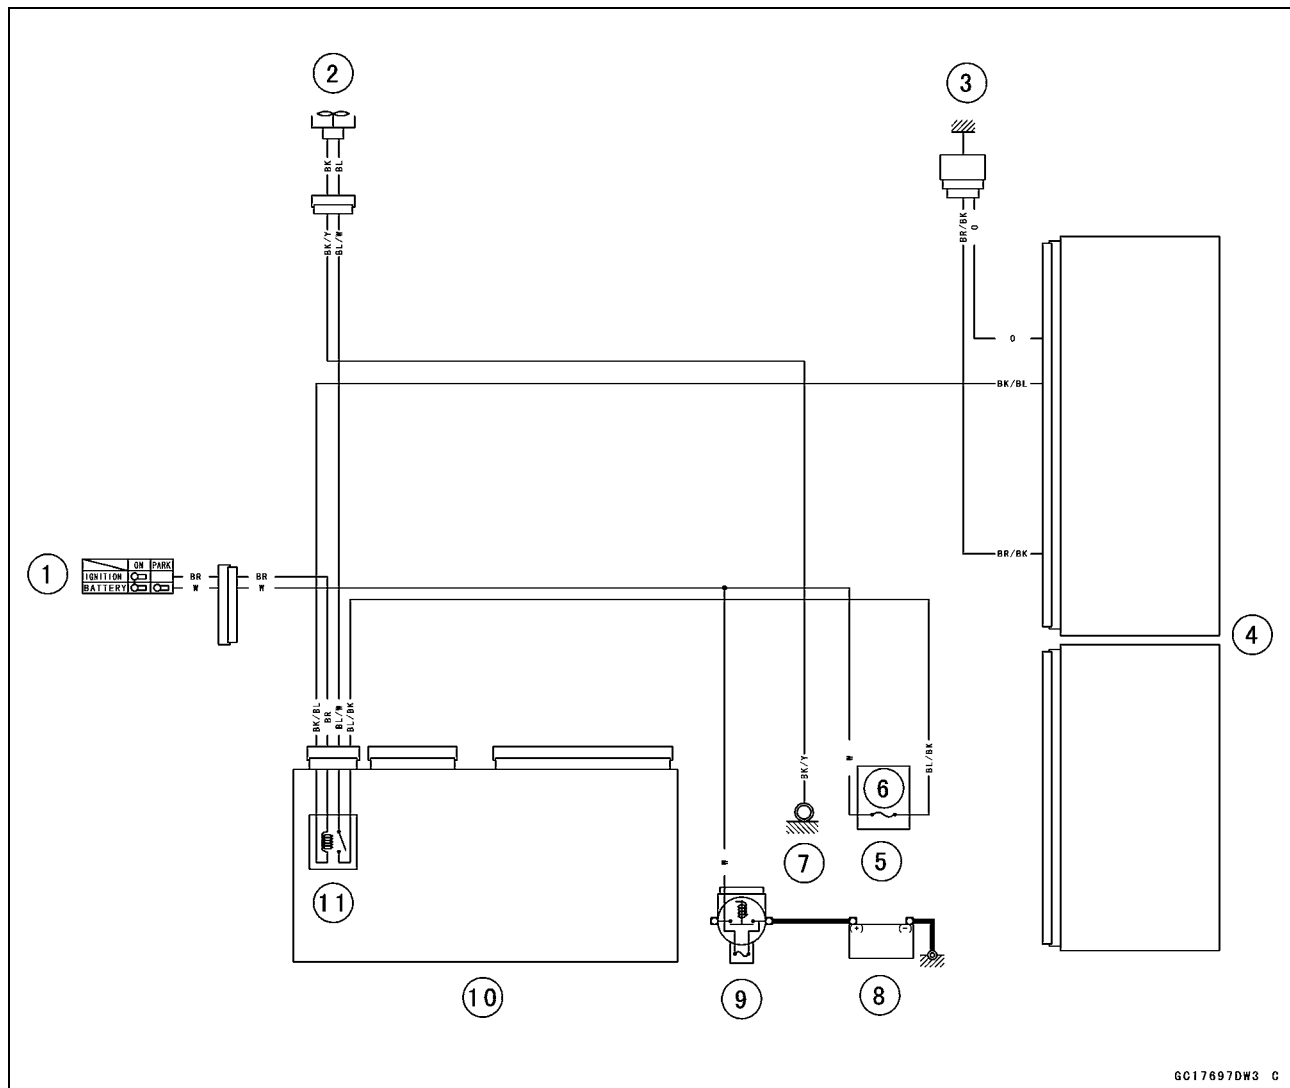 2
3
BK
BL
BK/Y
BL/W
BR/BK
O
O
BK/BL
1
ON
PARK
IGNITION
BATTERY
BR
W
BR
W
BR/BK
4
BK/BL
BR
BL/W
BL/BK
BK/Y
W
BL/BK
6
7
5
W
11
(+)
(-)
10
9
8
GC17697DW3 C